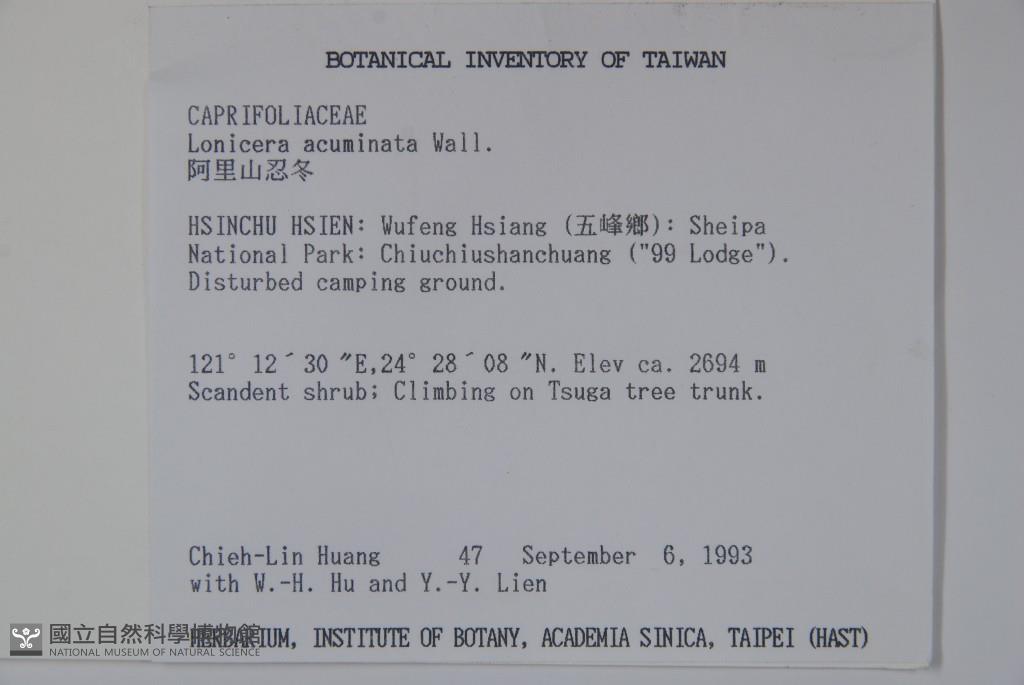 BOTANICAL INVENTORY OF TAIWAN
CAPRIFOLIACEAE
Lonicera acuminata Wall.
阿里山忍冬
HSINCHU HSIEN: Wufeng Hsiang (五峰鄉): Sheipa
National Park: Chiuchiushanchuang ("99 Lodge").
Disturbed camping ground.
121° 12´30 ″E,24° 28´08 ″N. Elev ca. 2694 m
Scandent shrub; Climbing on Tsuga tree trunk.
Chieh-Lin Huang 47 September 6, 1993
with W.-H. Hu and Y.-Y. Lien
HERBARIUM, INSTITUTE OF BOTANY, ACADEMIA SINICA, TAIPEI (HAST)
國立自然科學博物館
NATIONAL MUSEUM OF NATURAL SCIENCE